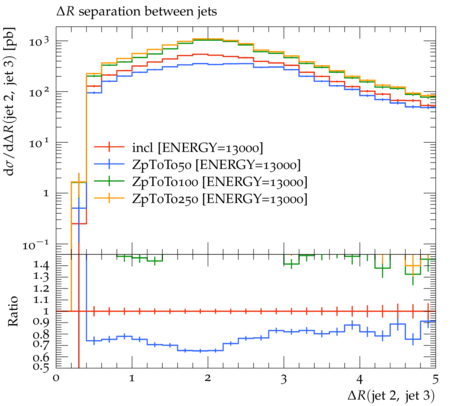 ΔR separation between jets
dσ/dΔR(jet 2, jet 3) [pb]
10³
10²
10¹
1
10⁻¹
incl [ENERGY=13000]
ZpToTo50 [ENERGY=13000]
ZpToTo100 [ENERGY=13000]
ZpToTo250 [ENERGY=13000]
Ratio
1.4
1.3
1.2
1.1
1
0.9
0.8
0.7
0.6
0.5
0 1 2 3 4 5
ΔR(jet 2, jet 3)